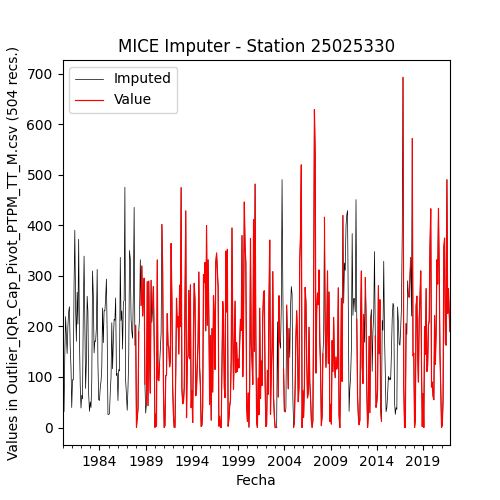 MICE Imputer - Station 25025330
Imputed
Value
700
600
500
400
300
200
100
0
Values in Outlier_IQR_Cap_Pivot_PTPM_TT_M.csv (504 recs.)
1984 1989 1994 1999 2004 2009 2014 2019
Fecha